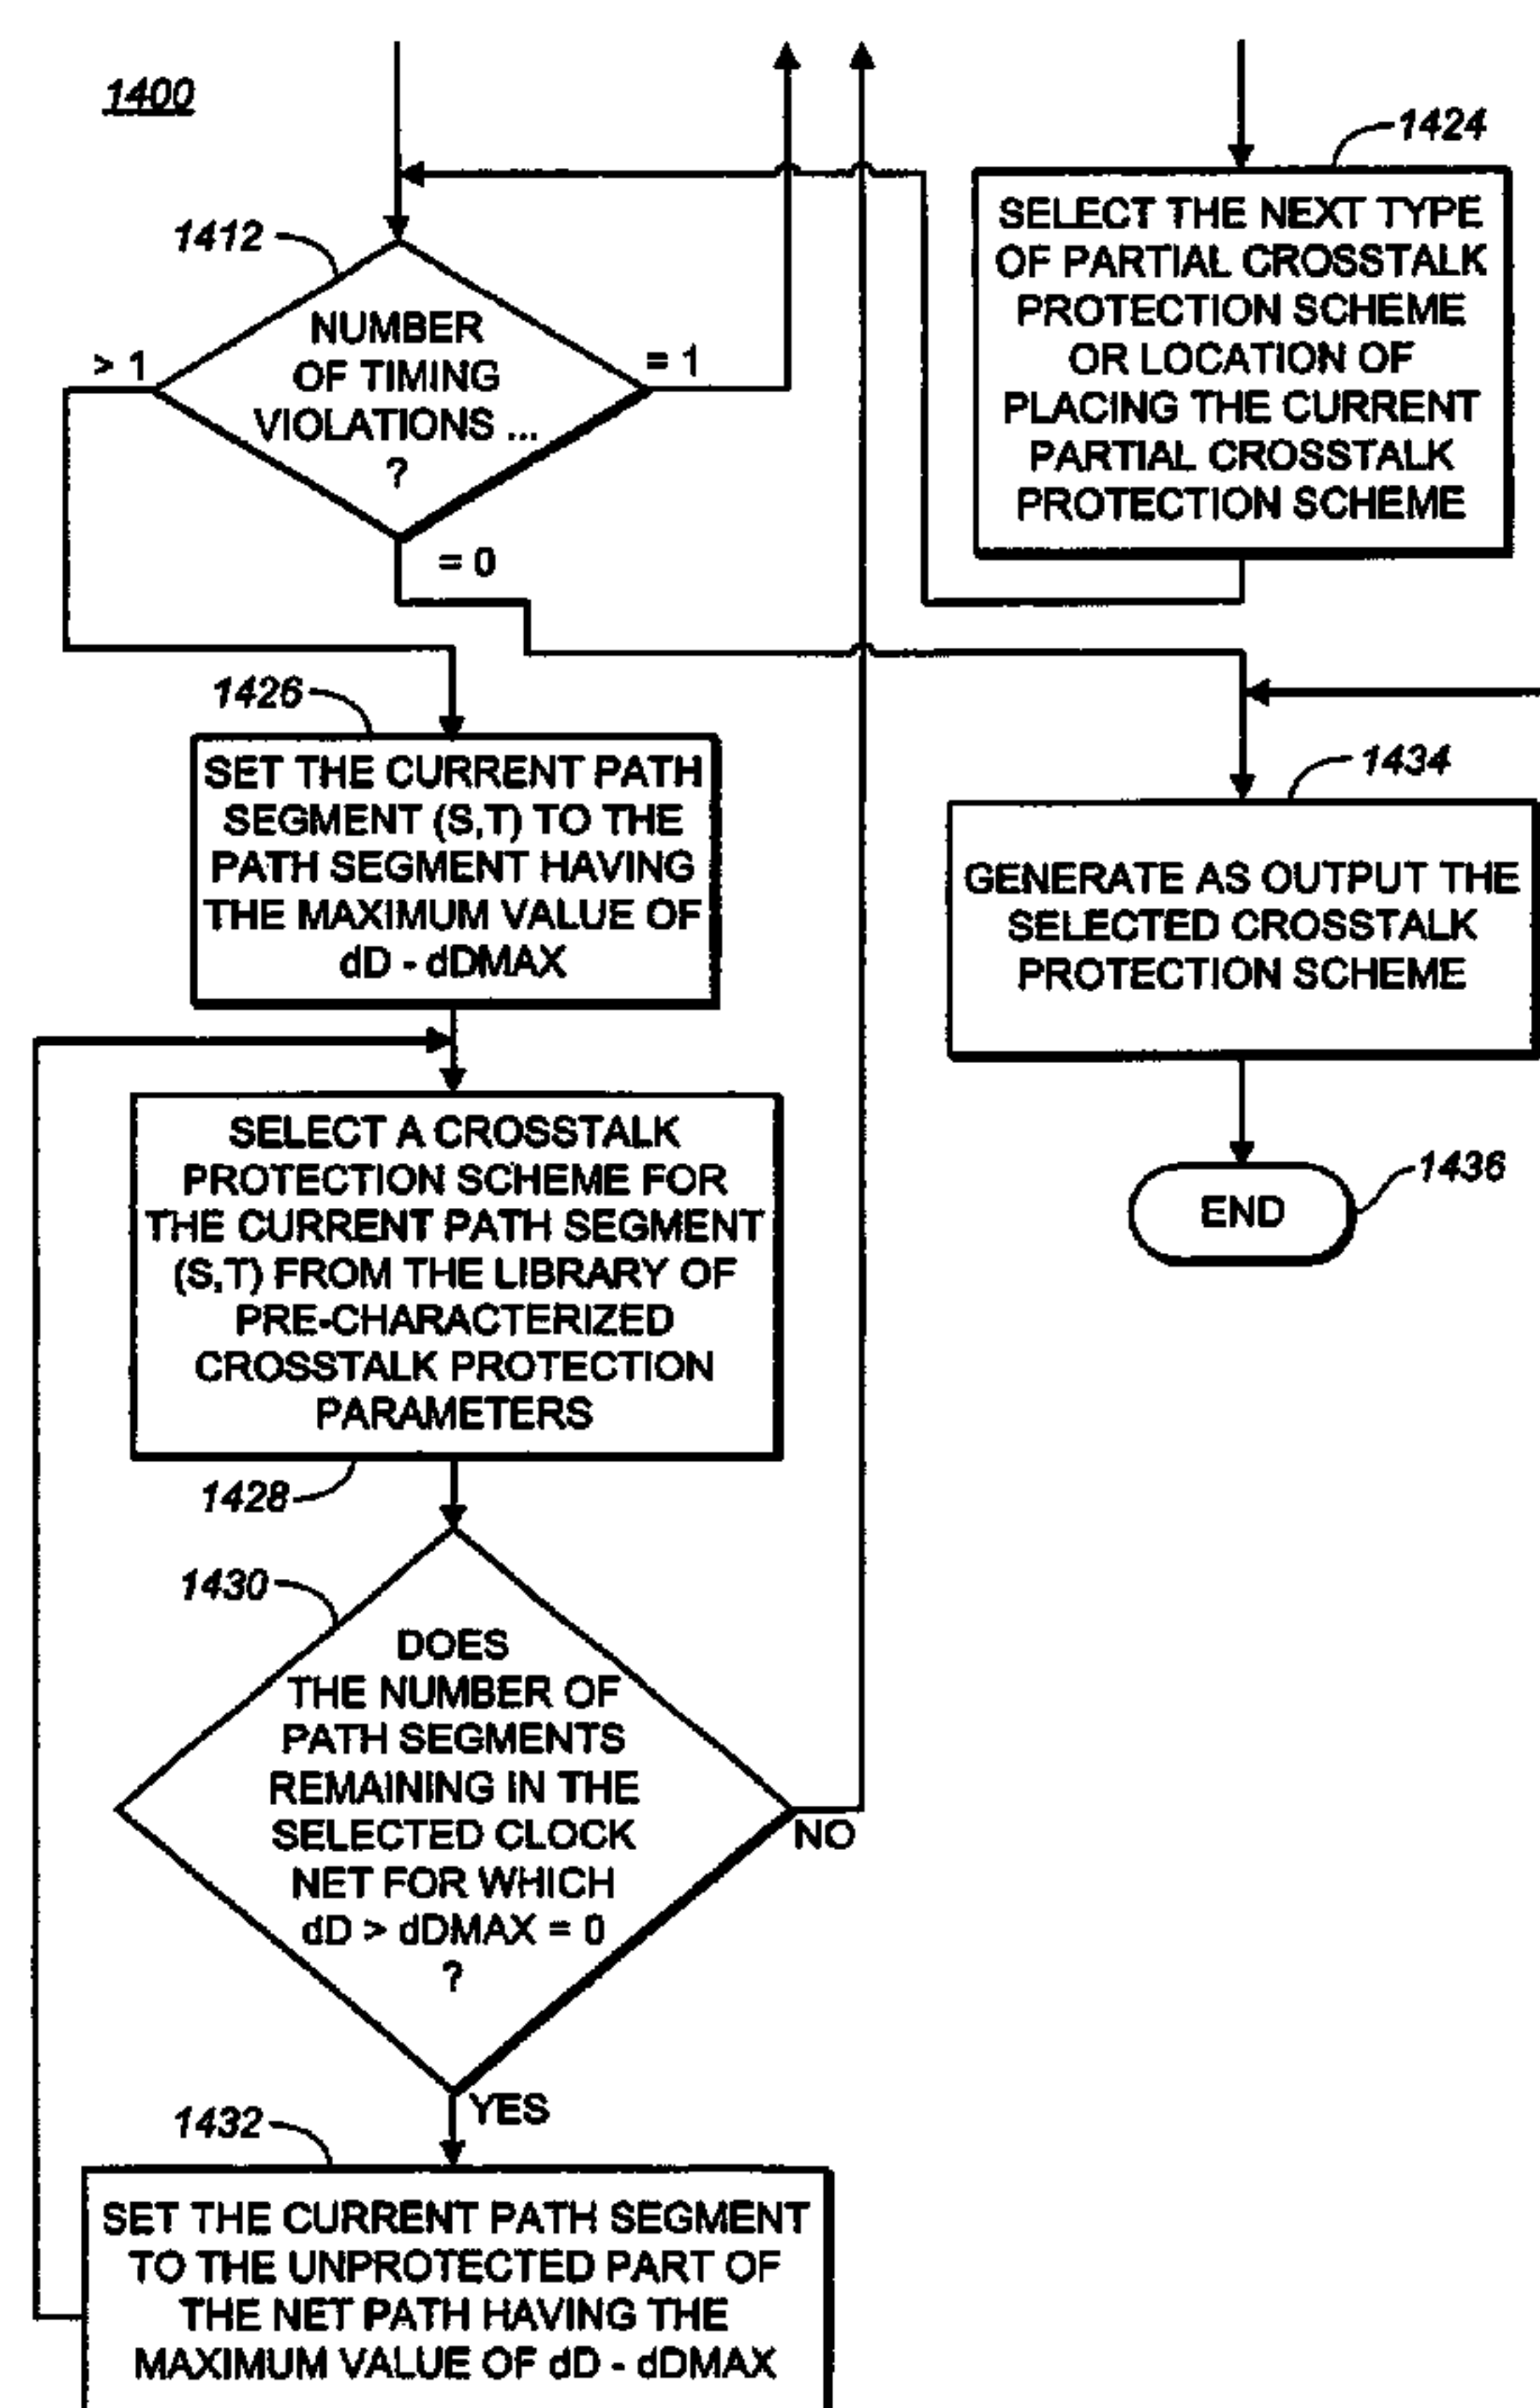 1400
1412
NUMBER
OF TIMING
VIOLATIONS ...
?
> 1
= 1
= 0
1424
SELECT THE NEXT TYPE
OF PARTIAL CROSSTALK
PROTECTION SCHEME
OR LOCATION OF
PLACING THE CURRENT
PARTIAL CROSSTALK
PROTECTION SCHEME
1426
SET THE CURRENT PATH
SEGMENT (S,T) TO THE
PATH SEGMENT HAVING
THE MAXIMUM VALUE OF
dD - dDMAX
1434
GENERATE AS OUTPUT THE
SELECTED CROSSTALK
PROTECTION SCHEME
1436
END
SELECT A CROSSTALK
PROTECTION SCHEME FOR
THE CURRENT PATH SEGMENT
(S,T) FROM THE LIBRARY OF
PRE-CHARACTERIZED
CROSSTALK PROTECTION
PARAMETERS
1428
1430
DOES
THE NUMBER OF
PATH SEGMENTS
REMAINING IN THE
SELECTED CLOCK
NET FOR WHICH
dD > dDMAX = 0
?
NO
YES
1432
SET THE CURRENT PATH SEGMENT
TO THE UNPROTECTED PART OF
THE NET PATH HAVING THE
MAXIMUM VALUE OF dD - dDMAX